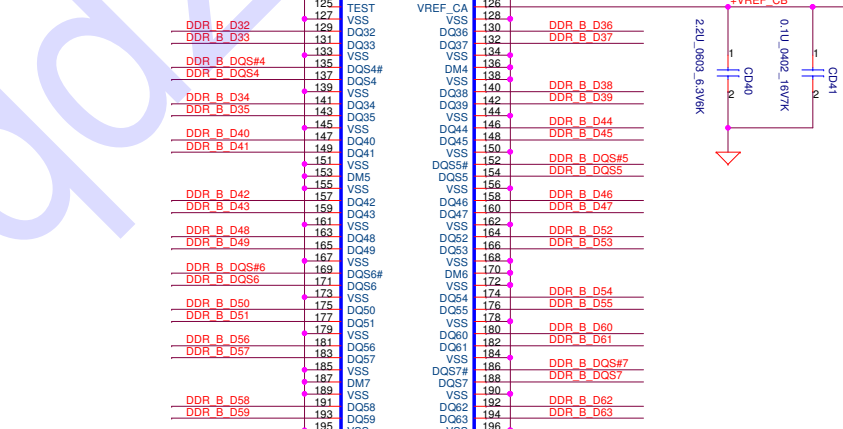 125 TEST VREF_CA 126 +VREF_CB
127 VSS VSS 128
DDR_B_D32 129 DQ32 DQ36 130 DDR_B_D36
DDR_B_D33 131 DQ33 DQ37 132 DDR_B_D37
133 VSS VSS 134
DDR_B_DQS#4 135 DQS4# DM4 136
DDR_B_DQS4 137 DQS4 VSS 138
139 VSS DQ38 140 DDR_B_D38
DDR_B_D34 141 DQ34 DQ39 142 DDR_B_D39
DDR_B_D35 143 DQ35 VSS 144
145 VSS DQ44 146 DDR_B_D44
DDR_B_D40 147 DQ40 DQ45 148 DDR_B_D45
DDR_B_D41 149 DQ41 VSS 150
151 VSS DQS5# 152 DDR_B_DQS#5
153 DM5 DQS5 154 DDR_B_DQS5
155 VSS VSS 156
DDR_B_D42 157 DQ42 DQ46 158 DDR_B_D46
DDR_B_D43 159 DQ43 DQ47 160 DDR_B_D47
161 VSS VSS 162
DDR_B_D48 163 DQ48 DQ52 164 DDR_B_D52
DDR_B_D49 165 DQ49 DQ53 166 DDR_B_D53
167 VSS VSS 168
DDR_B_DQS#6 169 DQS6# DM6 170
DDR_B_DQS6 171 DQS6 VSS 172
173 VSS DQ54 174 DDR_B_D54
DDR_B_D50 175 DQ50 DQ55 176 DDR_B_D55
DDR_B_D51 177 DQ51 VSS 178
179 VSS DQ60 180 DDR_B_D60
DDR_B_D56 181 DQ56 DQ61 182 DDR_B_D61
DDR_B_D57 183 DQ57 VSS 184
185 VSS DQS7# 186 DDR_B_DQS#7
187 DM7 DQS7 188 DDR_B_DQS7
189 VSS VSS 190
DDR_B_D58 191 DQ58 DQ62 192 DDR_B_D62
DDR_B_D59 193 DQ59 DQ63 194 DDR_B_D63
195 VSS VSS 196
2.2U_0603_6.3V6K
1
2
CD40
0.1U_0402_16V7K
1
2
CD41